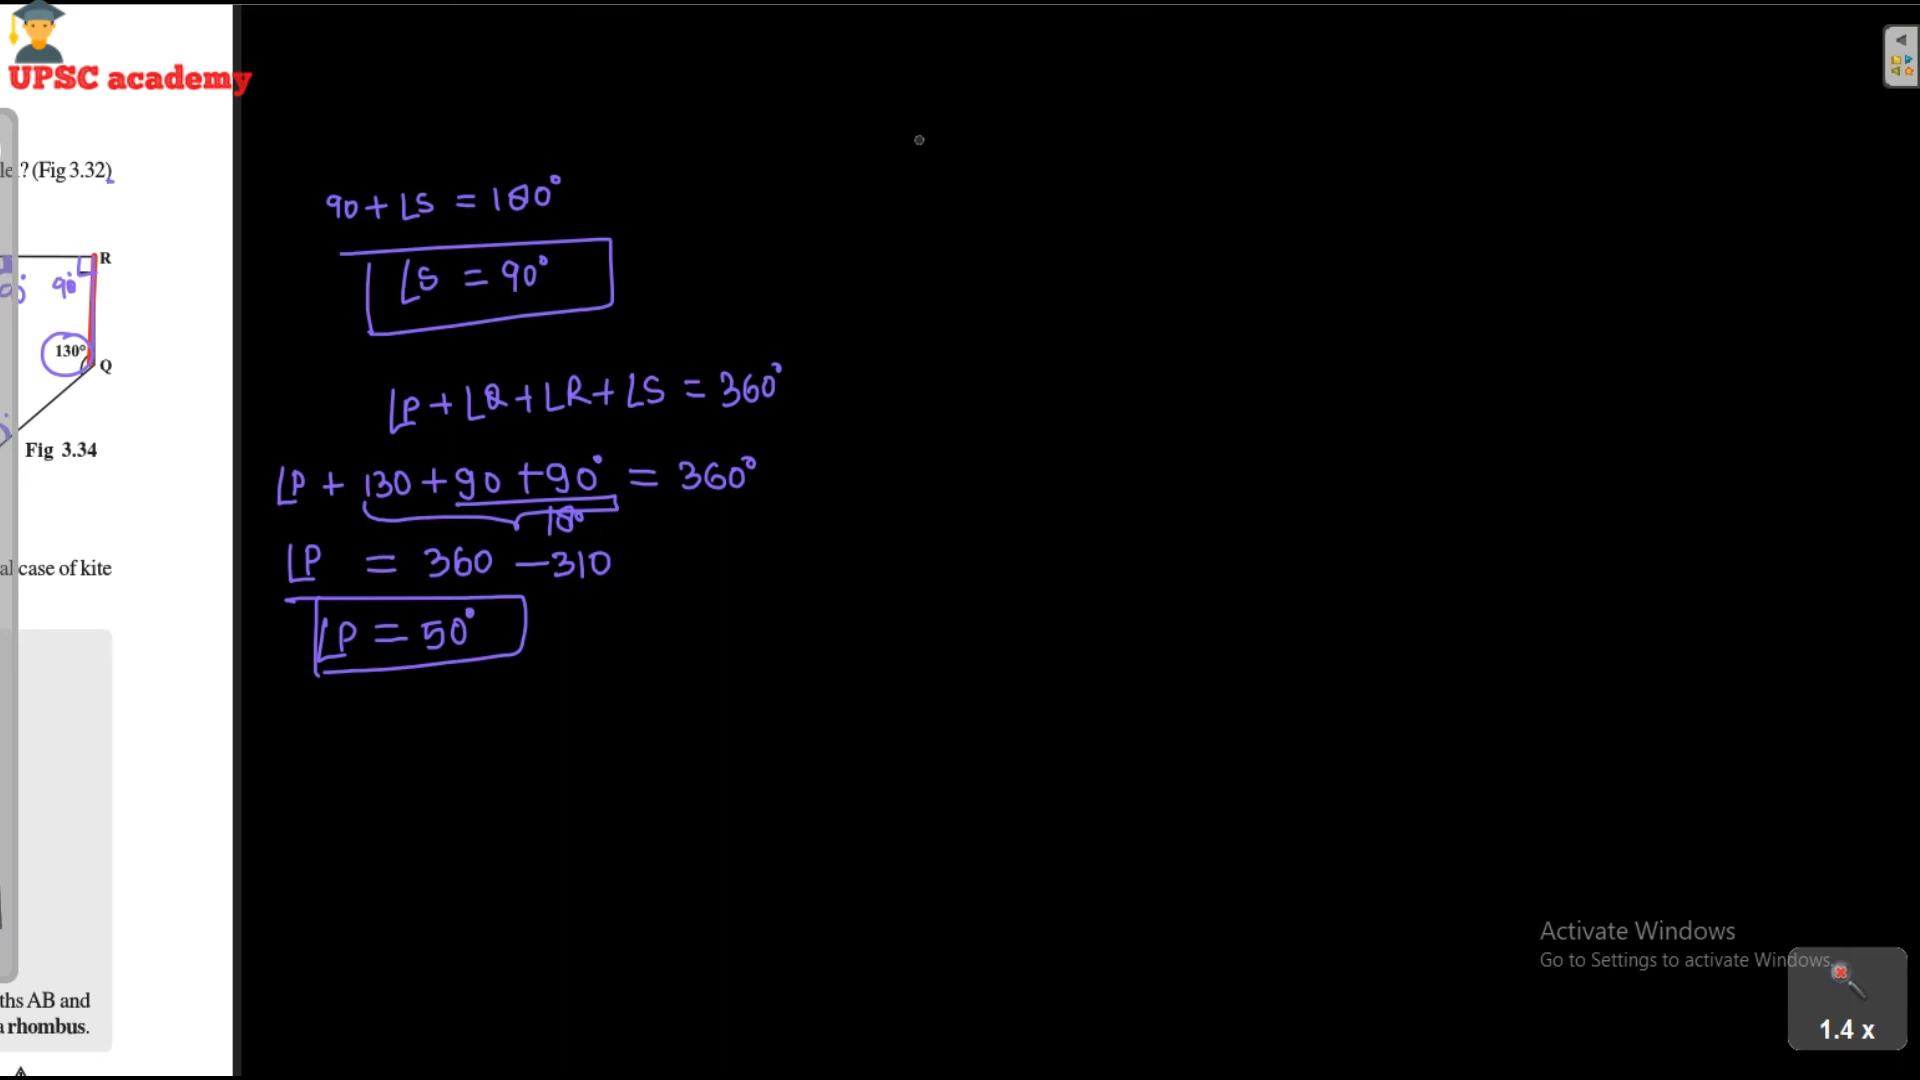 UPSC academy
? (Fig 3.32)
R
90°
130°
Q
Fig 3.34
case of kite
ths AB and
a rhombus.
90 + ∠S = 180°
∠S = 90°
∠P + ∠Q + ∠R + ∠S = 360°
∠P + 130 + 90 + 90° = 360°
180
∠P = 360 - 310
∠P = 50°
Activate Windows
Go to Settings to activate Windows.
1.4 x